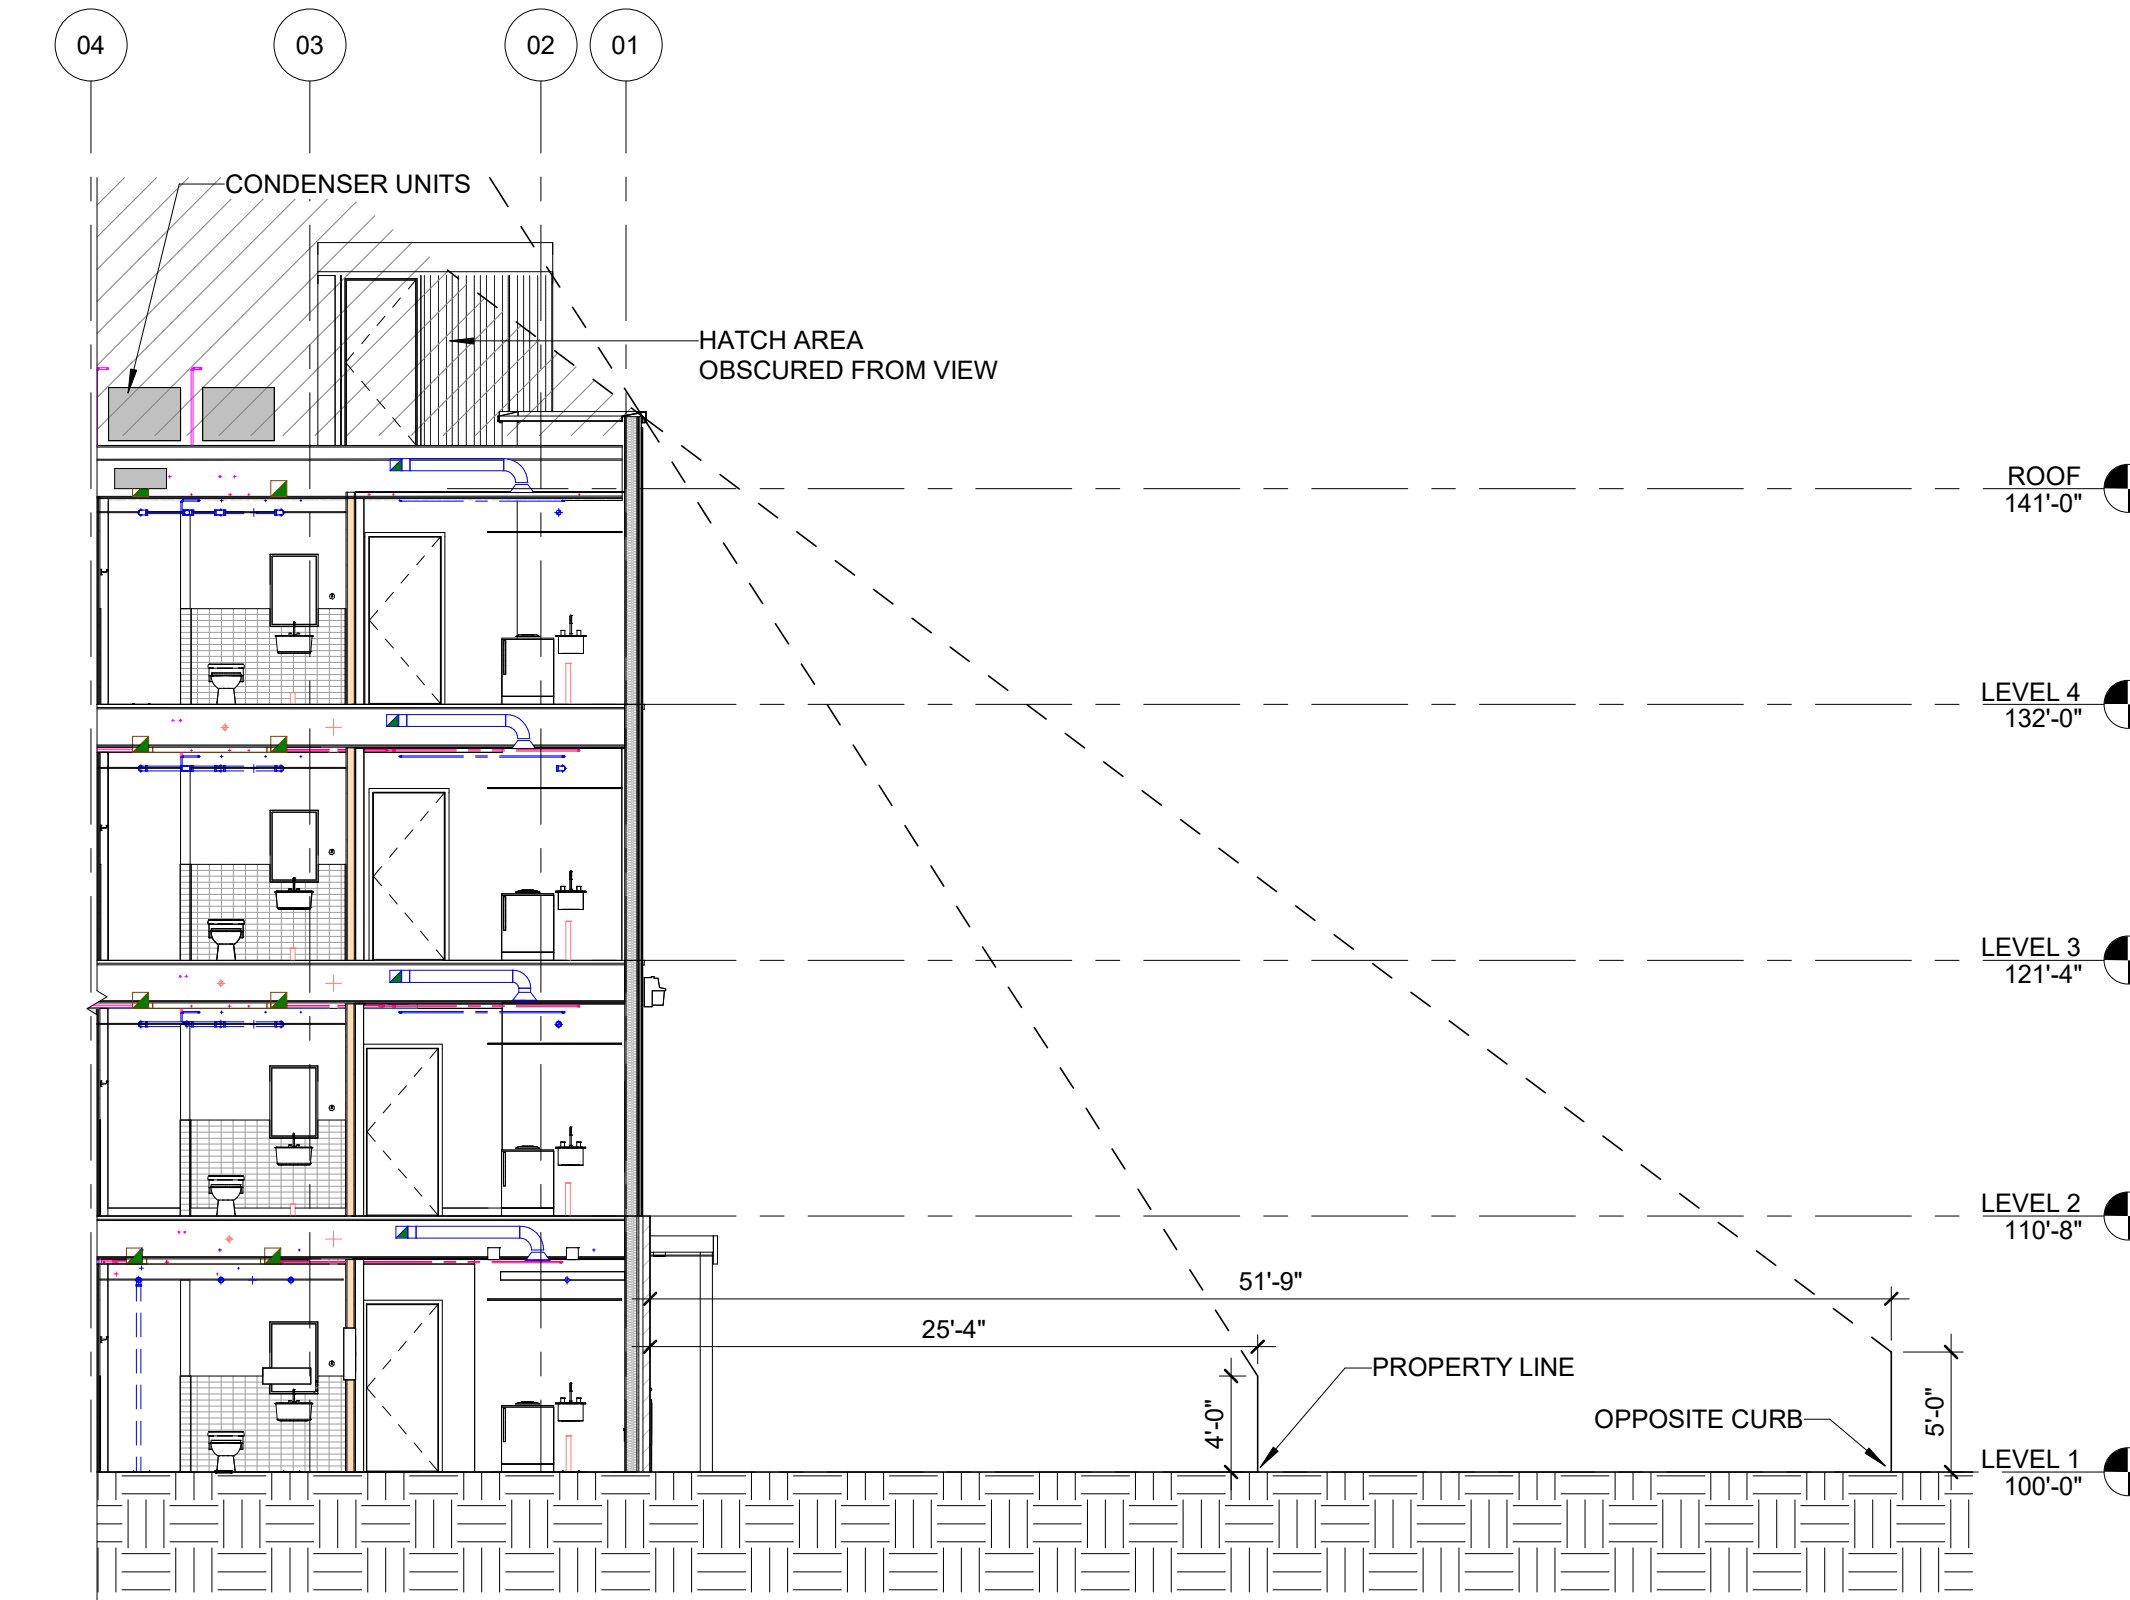 04
03
02
01
CONDENSER UNITS
HATCH AREA
OBSCURED FROM VIEW
ROOF
141'-0"
LEVEL 4
132'-0"
LEVEL 3
121'-4"
LEVEL 2
110'-8"
51'-9"
25'-4"
PROPERTY LINE
4'-0"
OPPOSITE CURB
5'-0"
LEVEL 1
100'-0"